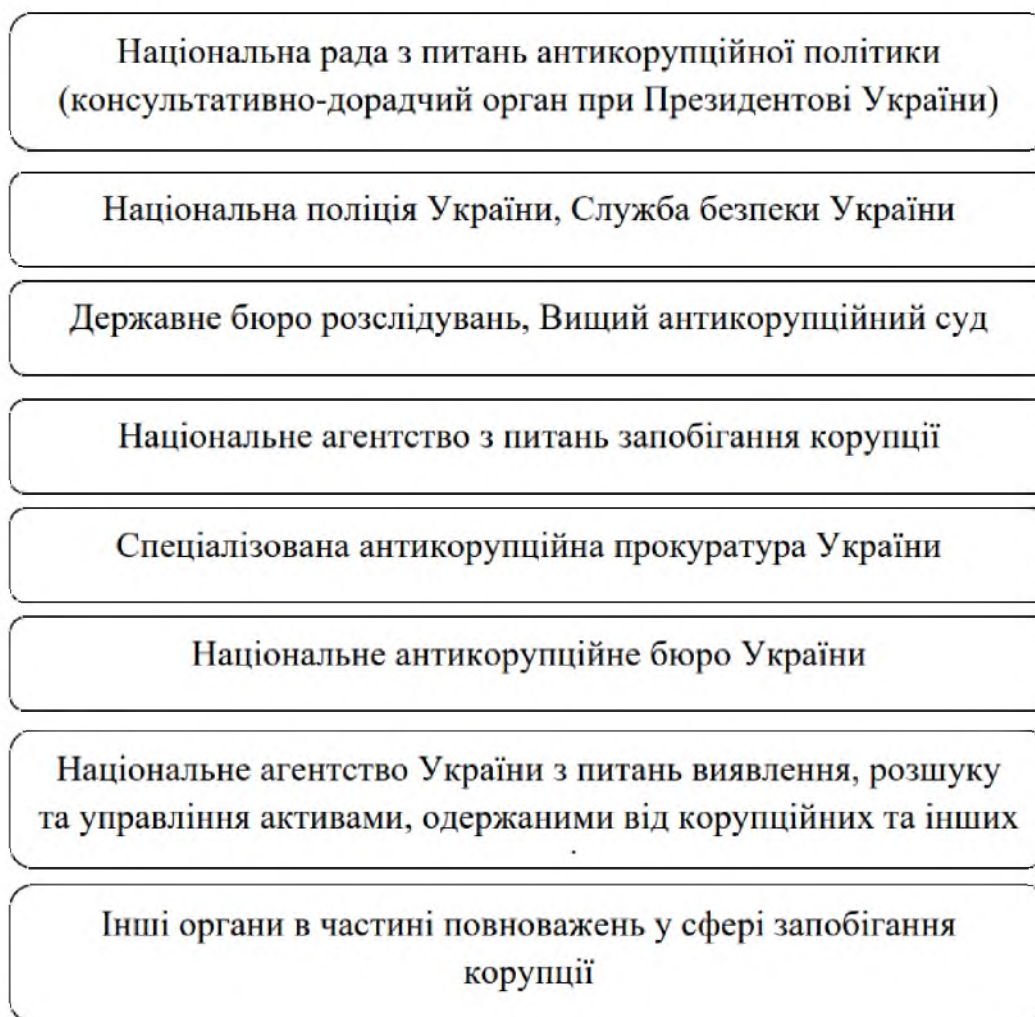 Національна рада з питань антикорупційної політики
(консультативно-дорадчий орган при Президентові України)
Національна поліція України, Служба безпеки України
Державне бюро розслідувань, Вищий антикорупційний суд
Національне агентство з питань запобігання корупції
Спеціалізована антикорупційна прокуратура України
Національне антикорупційне бюро України
Національне агентство України з питань виявлення, розшуку
та управління активами, одержаними від корупційних та інших
Інші органи в частині повноважень у сфері запобігання
корупції